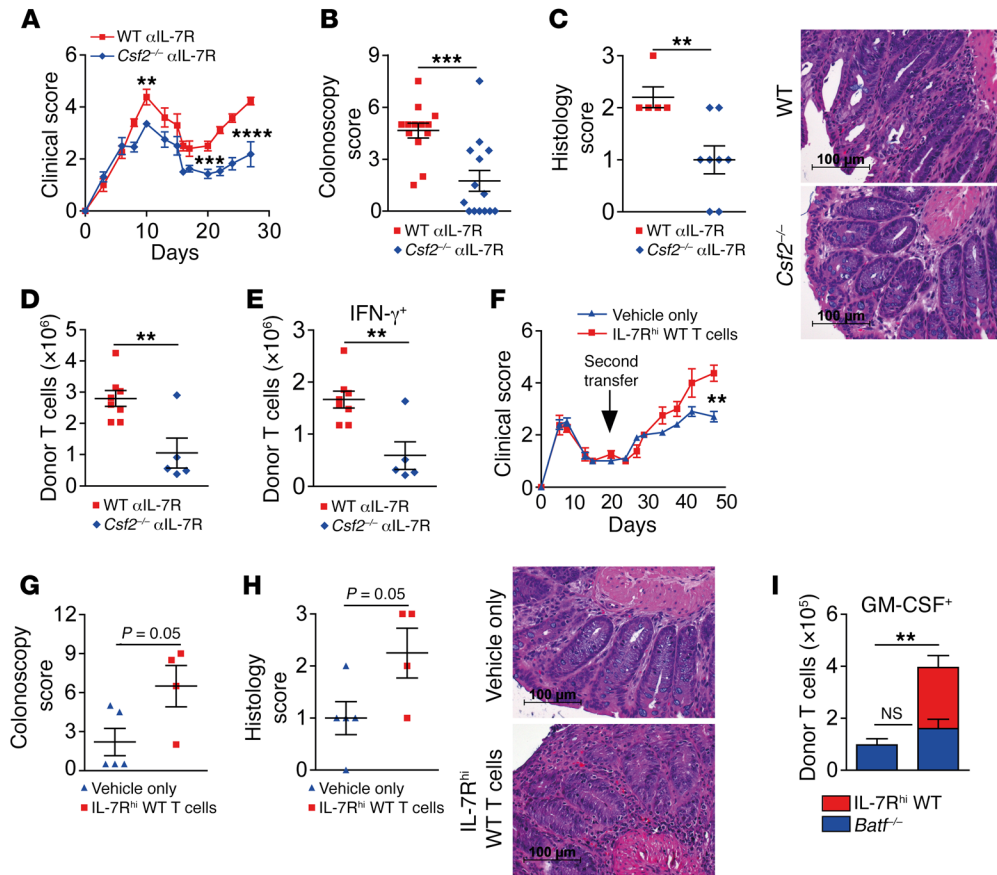 A
WT αIL-7R
Csf2–/– αIL-7R
Clinical score
6
4
2
0
**
***
****
0
10
20
30
Days
B
Colonoscopy
score
9
6
3
0
***
WT αIL-7R
Csf2–/– αIL-7R
C
Histology
score
3
2
1
0
**
WT αIL-7R
Csf2–/– αIL-7R
WT
100 µm
Csf2–/–
100 µm
D
Donor T cells (×10⁶)
5
4
3
2
1
0
**
WT αIL-7R
Csf2–/– αIL-7R
E
IFN-γ⁺
Donor T cells (×10⁶)
3
2
1
0
**
WT αIL-7R
Csf2–/– αIL-7R
F
Vehicle only
IL-7Rʰⁱ WT T cells
Clinical score
6
4
2
0
Second
transfer
**
0
10
20
30
40
50
Days
G
Colonoscopy
score
12
9
6
3
0
P = 0.05
Vehicle only
IL-7Rʰⁱ WT T cells
H
Histology
score
3
2
1
0
P = 0.05
Vehicle only
IL-7Rʰⁱ WT T cells
Vehicle only
100 µm
IL-7Rʰⁱ
WT T cells
100 µm
I
GM-CSF⁺
Donor T cells (×10⁵)
6
4
2
0
**
NS
IL-7Rʰⁱ WT
Batf–/–